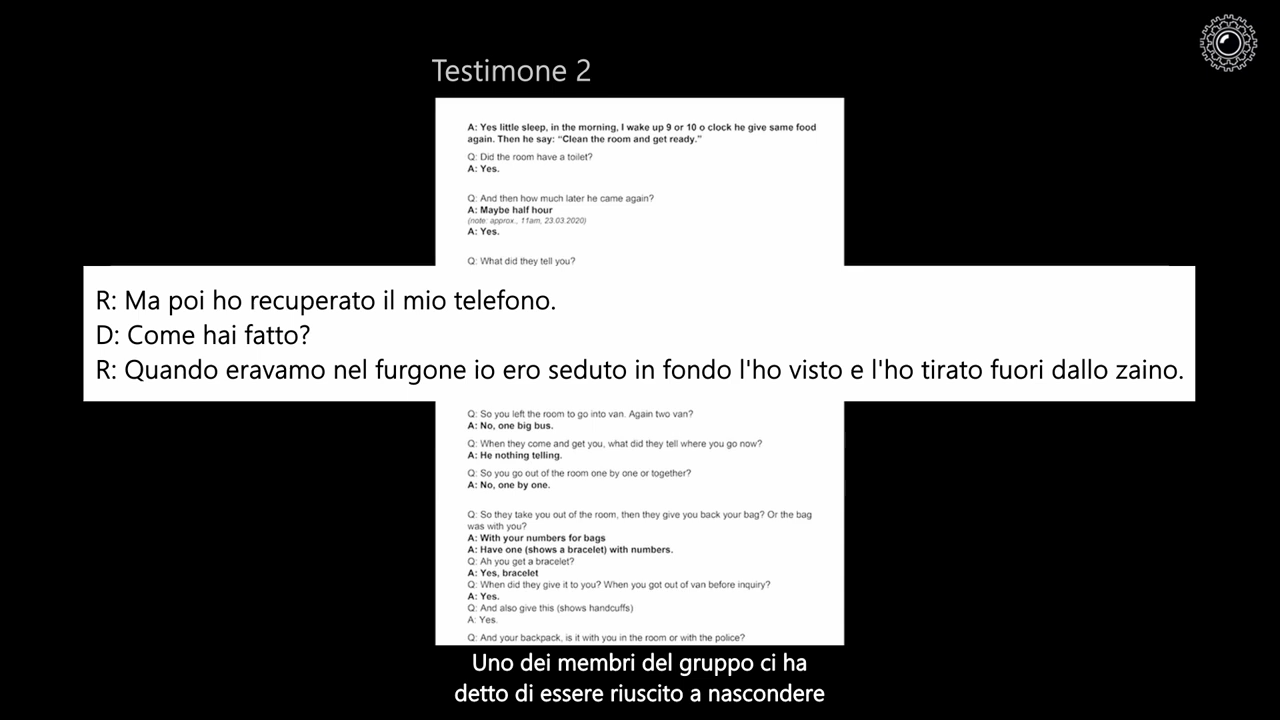 Testimone 2
A: Yes little sleep, in the morning, I wake up 9 or 10 o clock he give same food
again. Then he say: “Clean the room and get ready.”
Q: Did the room have a toilet?
A: Yes.
Q: And then how much later he came again?
A: Maybe half hour
(note: approx., 11am, 23.03.2020)
A: Yes.
Q: What did they tell you?
R: Ma poi ho recuperato il mio telefono.
D: Come hai fatto?
R: Quando eravamo nel furgone io ero seduto in fondo l'ho visto e l'ho tirato fuori dallo zaino.
Q: So you left the room to go into van. Again two van?
A: No, one big bus.
Q: When they come and get you, what did they tell where you go now?
A: He nothing telling.
Q: So you go out of the room one by one or together?
A: No, one by one.
Q: So they take you out of the room, then they give you back your bag? Or the bag
was with you?
A: With your numbers for bags
A: Have one (shows a bracelet) with numbers.
Q: Ah you get a bracelet?
A: Yes, bracelet
Q: When did they give it to you? When you got out of van before inquiry?
A: Yes.
Q: And also give this (shows handcuffs)
A: Yes.
Q: And your backpack, is it with you in the room or with the police?
Uno dei membri del gruppo ci ha
detto di essere riuscito a nascondere